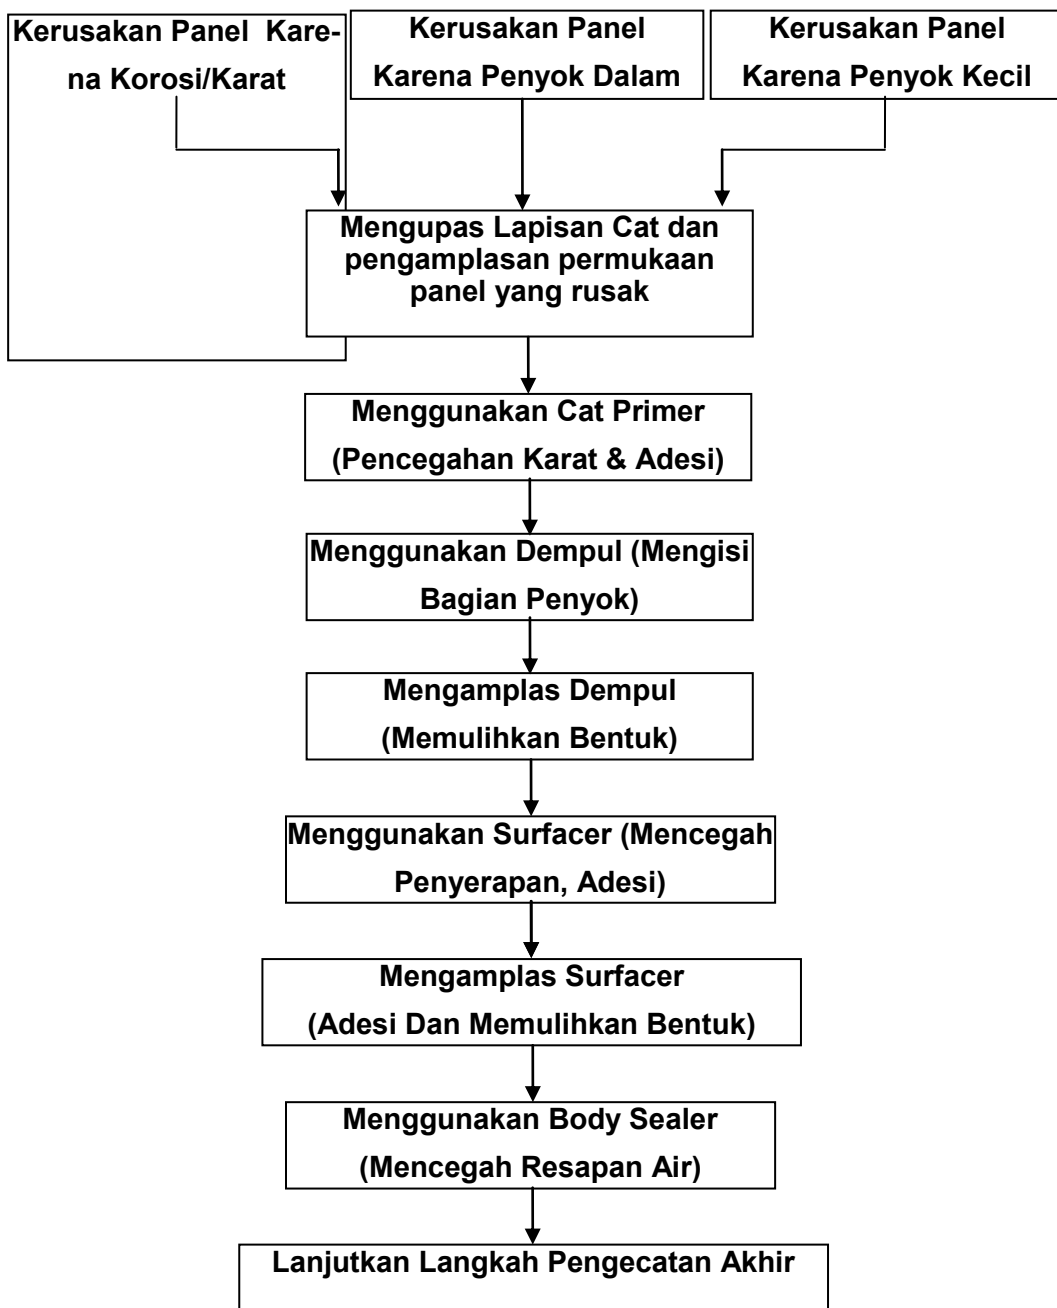 Kerusakan Panel Kare-
na Korosi/Karat
Kerusakan Panel
Karena Penyok Dalam
Kerusakan Panel
Karena Penyok Kecil
Mengupas Lapisan Cat dan
pengamplasan permukaan
panel yang rusak
Menggunakan Cat Primer
(Pencegahan Karat & Adesi)
Menggunakan Dempul (Mengisi
Bagian Penyok)
Mengamplas Dempul
(Memulihkan Bentuk)
Menggunakan Surfacer (Mencegah
Penyerapan, Adesi)
Mengamplas Surfacer
(Adesi Dan Memulihkan Bentuk)
Menggunakan Body Sealer
(Mencegah Resapan Air)
Lanjutkan Langkah Pengecatan Akhir